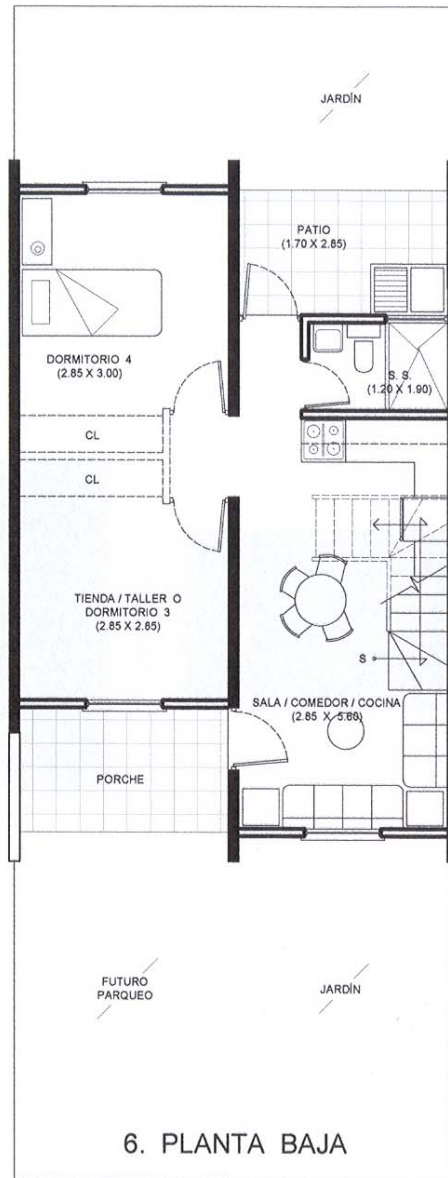 JARDÍN
PATIO
(1.70 X 2.85)
DORMITORIO 4
(2.85 X 3.00)
S. S.
(1.20 X 1.90)
CL
CL
TIENDA / TALLER O
DORMITORIO 3
(2.85 X 2.85)
S
SALA / COMEDOR / COCINA
(2.85 X 5.60)
PORCHE
FUTURO
PARQUEO
JARDÍN
6. PLANTA BAJA